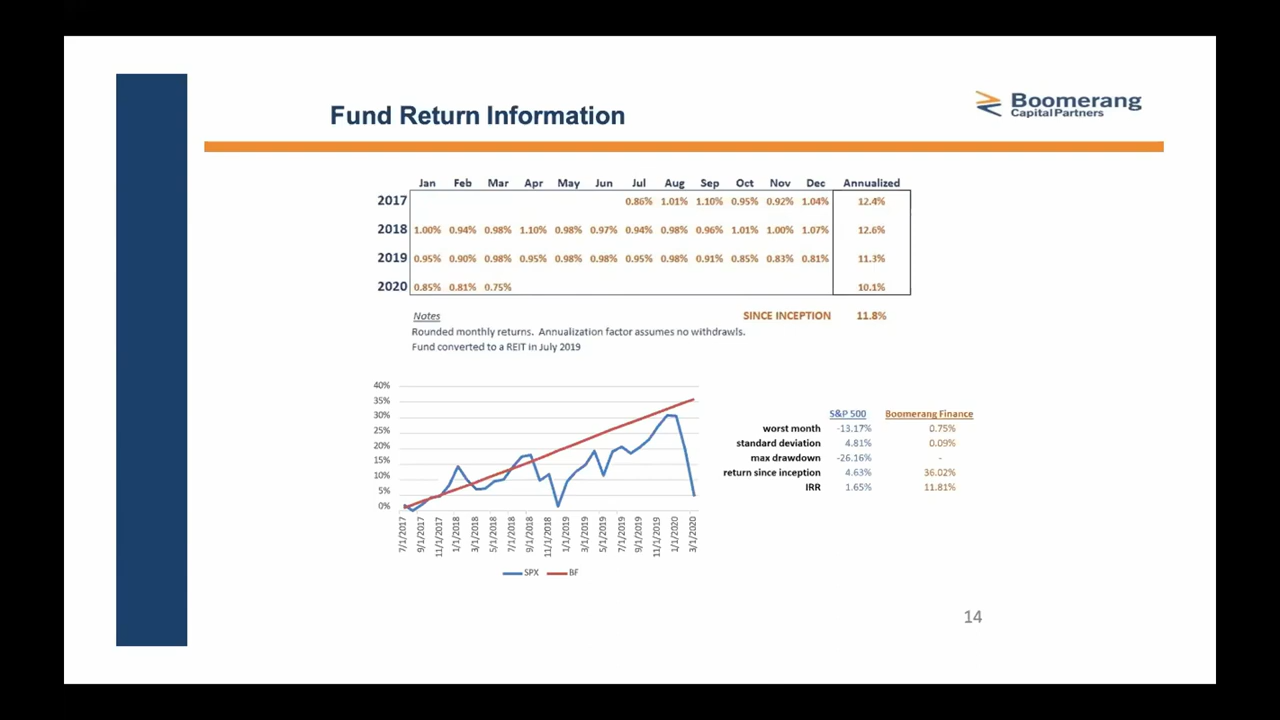 Fund Return Information
Boomerang
CapitalPartners
Jan Feb Mar Apr May Jun Jul Aug Sep Oct Nov Dec Annualized
2017 0.86% 1.01% 1.10% 0.95% 0.92% 1.04% 12.4%
2018 1.00% 0.94% 0.98% 1.10% 0.98% 0.97% 0.94% 0.98% 0.96% 1.01% 1.00% 1.07% 12.6%
2019 0.95% 0.90% 0.98% 0.95% 0.98% 0.98% 0.95% 0.98% 0.91% 0.85% 0.83% 0.81% 11.3%
2020 0.85% 0.81% 0.75% 10.1%
Notes SINCE INCEPTION 11.8%
Rounded monthly returns. Annualization factor assumes no withdrawls.
Fund converted to a REIT in July 2019
40%
35%
30%
25%
20%
15%
10%
5%
0%
7/1/2017 9/1/2017 11/1/2017 1/1/2018 3/1/2018 5/1/2018 7/1/2018 9/1/2018 11/1/2018 1/1/2019 3/1/2019 5/1/2019 7/1/2019 9/1/2019 11/1/2019 1/1/2020 3/1/2020
SPX BF
S&P 500 Boomerang Finance
worst month -13.17% 0.75%
standard deviation 4.81% 0.09%
max drawdown -26.16% -
return since inception 4.63% 36.02%
IRR 1.65% 11.81%
14